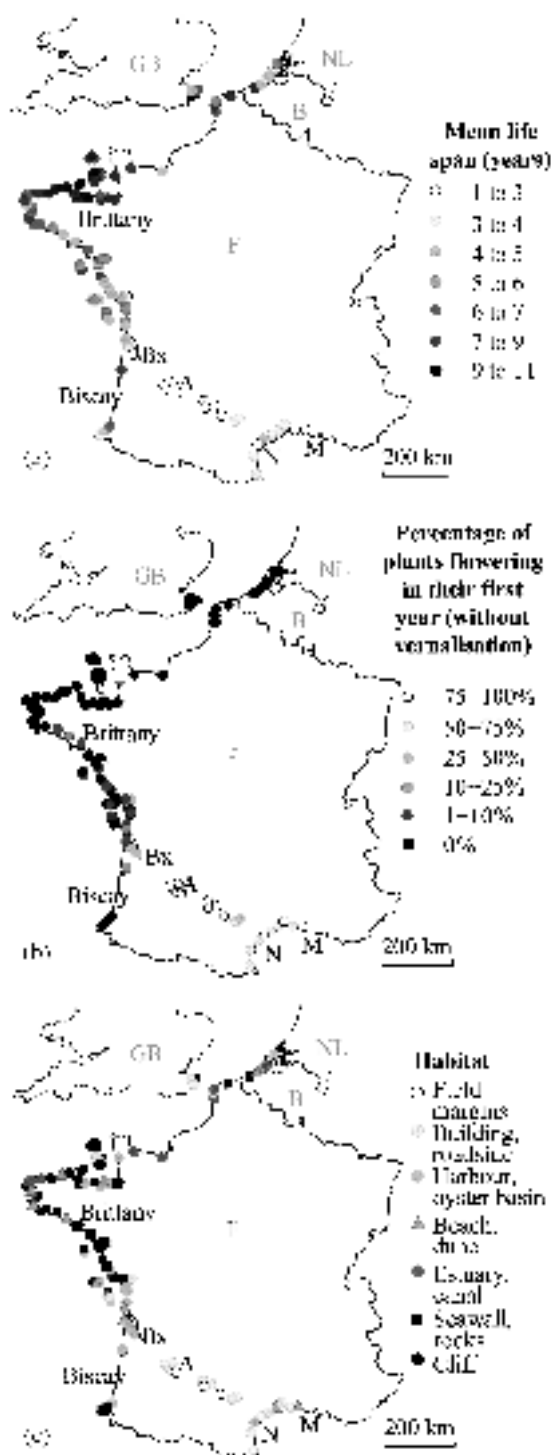 GB
NL
B
Mean life
span (years)
1 to 3
3 to 4
4 to 5
5 to 6
6 to 7
7 to 9
9 to 11
Brittany
F
Bx
A
Biscay
M
(a)
200 km
Percentage of
plants flowering
in their first
year (without
vernalisation)
GB
NL
B
75–100%
50–75%
25–50%
10–25%
1–10%
0%
Brittany
Bx
A
Biscay
N
M
(b)
200 km
GB
NL
B
Habitat
Field
margins
Building,
roadside
Harbour,
oyster basin
Beach,
dune
Estuary,
canal
Seawall,
rocks
Cliff
Brittany
F
Bx
A
Biscay
N
M
(c)
200 km